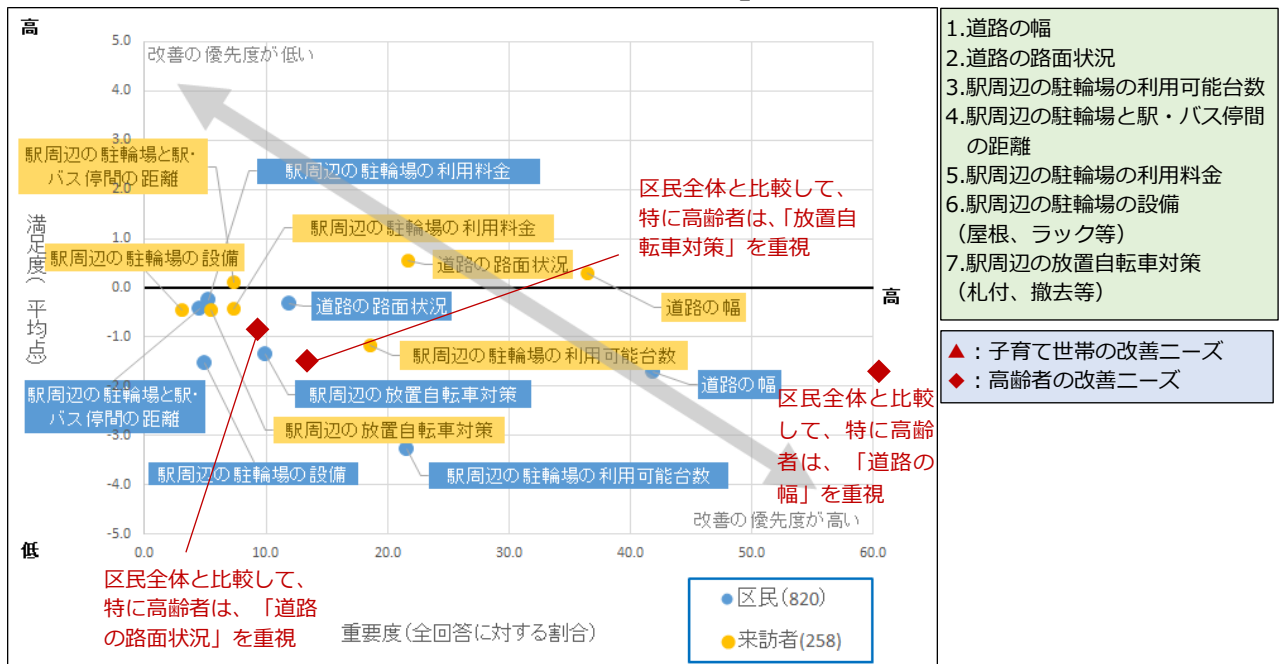 高
5.0
改善の優先度が低い
4.0
3.0
駅周辺の駐輪場と駅・
バス停間の距離
駅周辺の駐輪場の利用料金
2.0
区民全体と比較して、
特に高齢者は、「放置自
転車対策」を重視
駅周辺の駐輪場の利用料金
1.0
駅周辺の駐輪場の設備
道路の路面状況
満足度(平均点)
0.0
高
道路の路面状況
道路の幅
-1.0
駅周辺の駐輪場の利用可能台数
道路の幅
-2.0
駅周辺の駐輪場と駅・
バス停間の距離
駅周辺の放置自転車対策
区民全体と比較
して、特に高齢
者は、「道路の
幅」を重視
駅周辺の放置自転車対策
-3.0
駅周辺の駐輪場の設備
駅周辺の駐輪場の利用可能台数
-4.0
改善の優先度が高い
-5.0
低
0.0
10.0
20.0
30.0
40.0
50.0
60.0
区民全体と比較して、
特に高齢者は、「道路
の路面状況」を重視
重要度(全回答に対する割合)
区民(820)
来訪者(258)
1.道路の幅
2.道路の路面状況
3.駅周辺の駐輪場の利用可能台数
4.駅周辺の駐輪場と駅・バス停間
の距離
5.駅周辺の駐輪場の利用料金
6.駅周辺の駐輪場の設備
(屋根、ラック等)
7.駅周辺の放置自転車対策
(札付、撤去等)
▲:子育て世帯の改善ニーズ
◆:高齢者の改善ニーズ